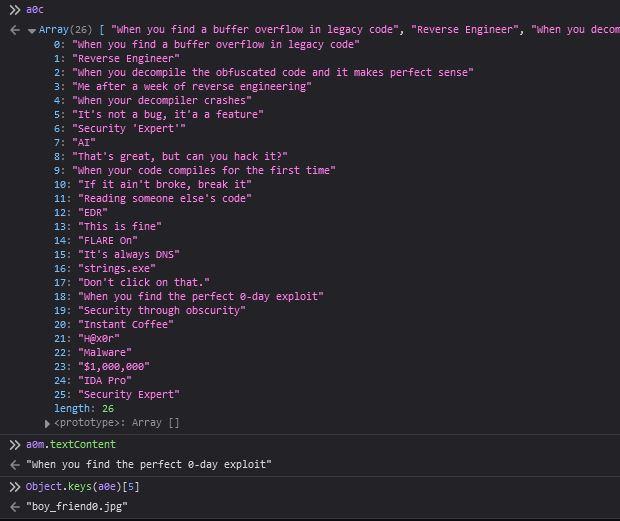 a0c
Array(26) [ "When you find a buffer overflow in legacy code", "Reverse Engineer", "When you decom
0: "When you find a buffer overflow in legacy code"
1: "Reverse Engineer"
2: "When you decompile the obfuscated code and it makes perfect sense"
3: "Me after a week of reverse engineering"
4: "When your decompiler crashes"
5: "It's not a bug, it'a a feature"
6: "Security 'Expert'"
7: "AI"
8: "That's great, but can you hack it?"
9: "When your code compiles for the first time"
10: "If it ain't broke, break it"
11: "Reading someone else's code"
12: "EDR"
13: "This is fine"
14: "FLARE On"
15: "It's always DNS"
16: "strings.exe"
17: "Don't click on that."
18: "When you find the perfect 0-day exploit"
19: "Security through obscurity"
20: "Instant Coffee"
21: "H@x0r"
22: "Malware"
23: "$1,000,000"
24: "IDA Pro"
25: "Security Expert"
length: 26
<prototype>: Array []
a0m.textContent
"When you find the perfect 0-day exploit"
Object.keys(a0e)[5]
"boy_friend0.jpg"